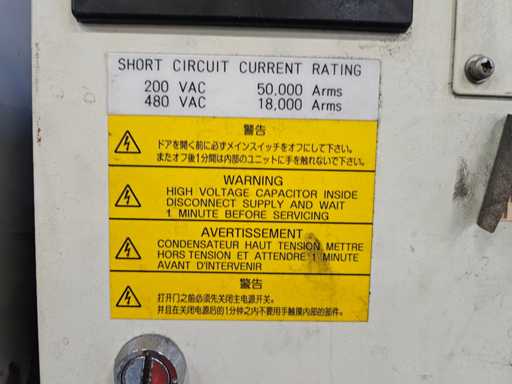 SHORT CIRCUIT CURRENT RATING
200 VAC 50,000 Arms
480 VAC 18,000 Arms
警告
ドアを開く前に必ずメインスイッチをオフにして下さい。
またオフ後1分間は内部のユニットに手を触れないで下さい。
WARNING
HIGH VOLTAGE CAPACITOR INSIDE
DISCONNECT SUPPLY AND WAIT
1 MINUTE BEFORE SERVICING
AVERTISSEMENT
CONDENSATEUR HAUT TENSION METTRE
HORS TENSION ET ATTENDRE 1 MINUTE
AVANT D'INTERVENIR
警告
打开门之前必须先关闭主电源开关。
并且在关闭电源后的1分钟之内不要用手触摸内部的部件。